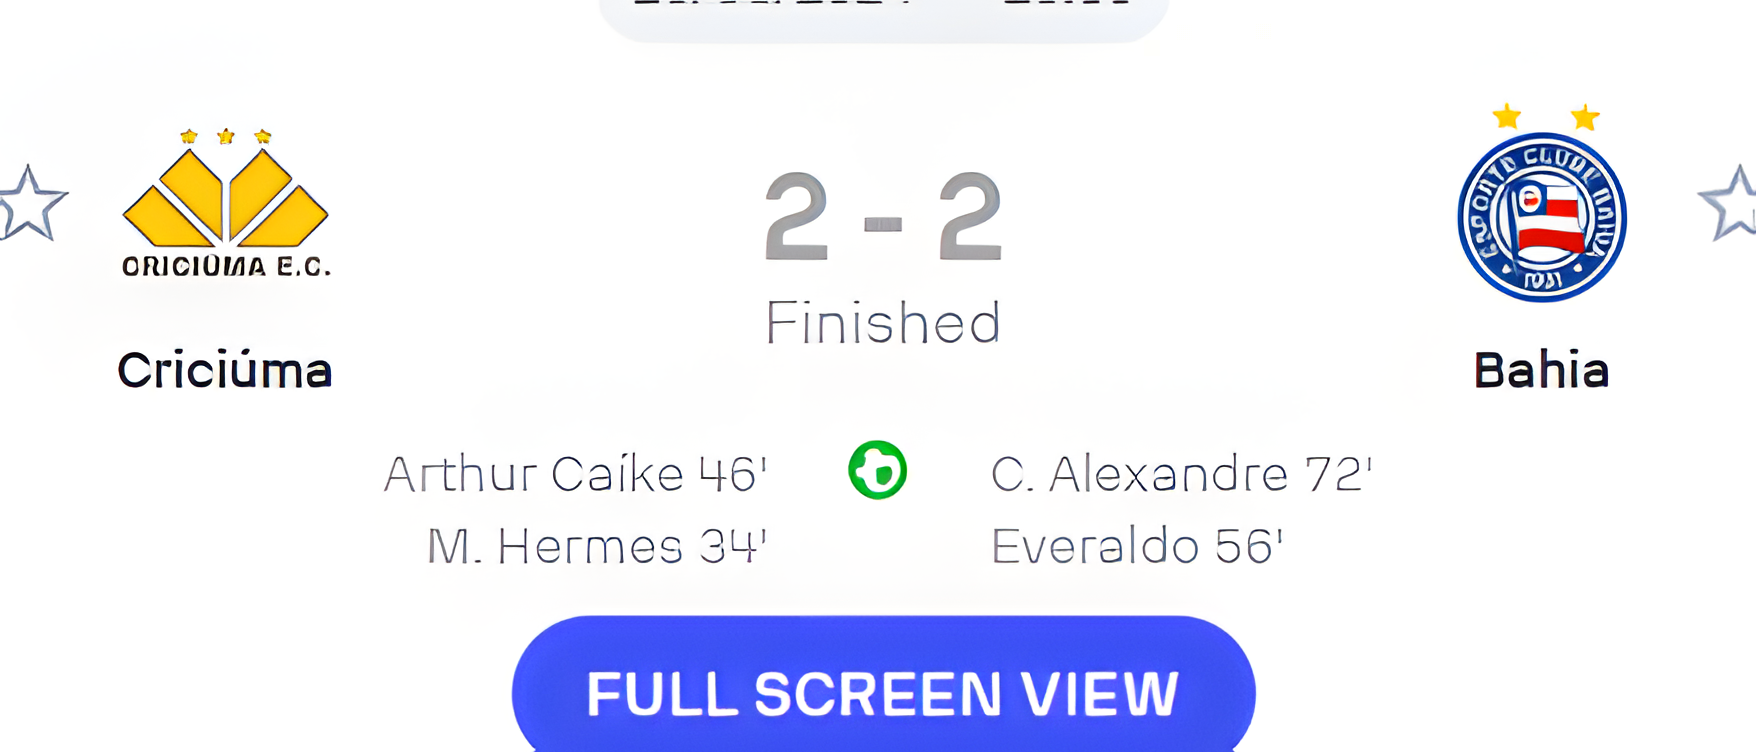 CRICIÚMA E.C.
2 - 2
Finished
Criciúma
Bahia
Arthur Caíke 46'
C. Alexandre 72'
M. Hermes 34'
Everaldo 56'
FULL SCREEN VIEW